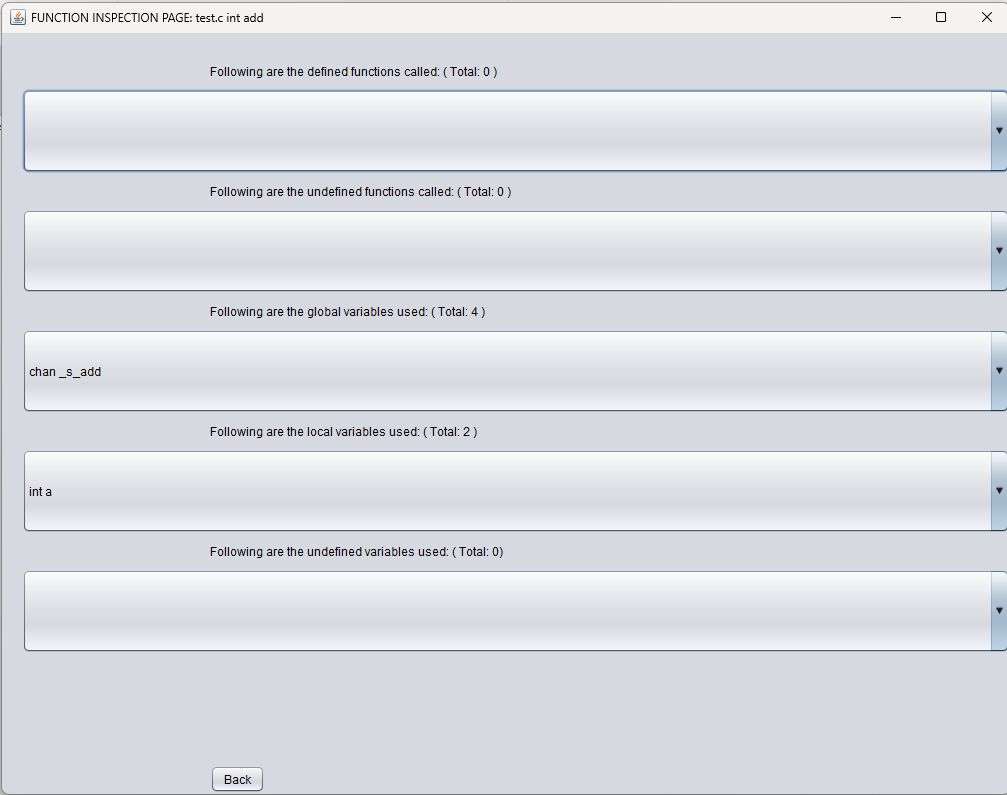 FUNCTION INSPECTION PAGE: test.c int add
Following are the defined functions called: ( Total: 0 )
Following are the undefined functions called: ( Total: 0 )
Following are the global variables used: ( Total: 4 )
chan _s_add
Following are the local variables used: ( Total: 2 )
int a
Following are the undefined variables used: ( Total: 0)
Back